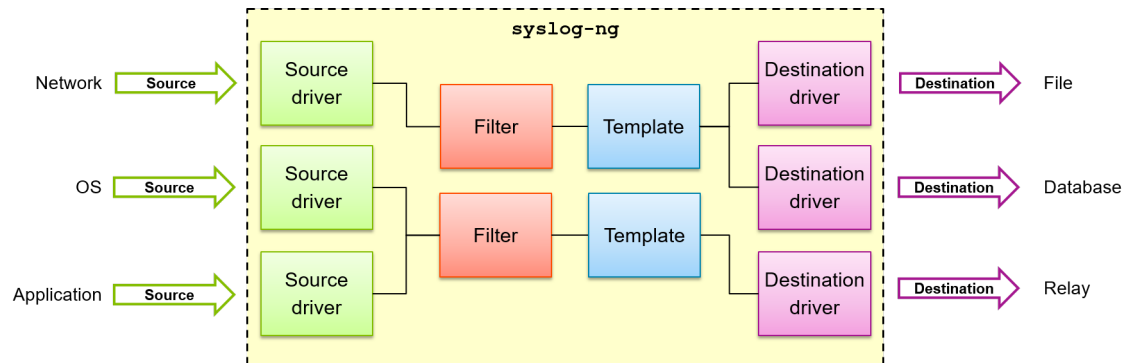 syslog-ng
Network
Source
Source
driver
Destination
driver
Destination
File
Filter
Template
OS
Source
Source
driver
Destination
driver
Destination
Database
Filter
Template
Application
Source
Source
driver
Destination
driver
Destination
Relay